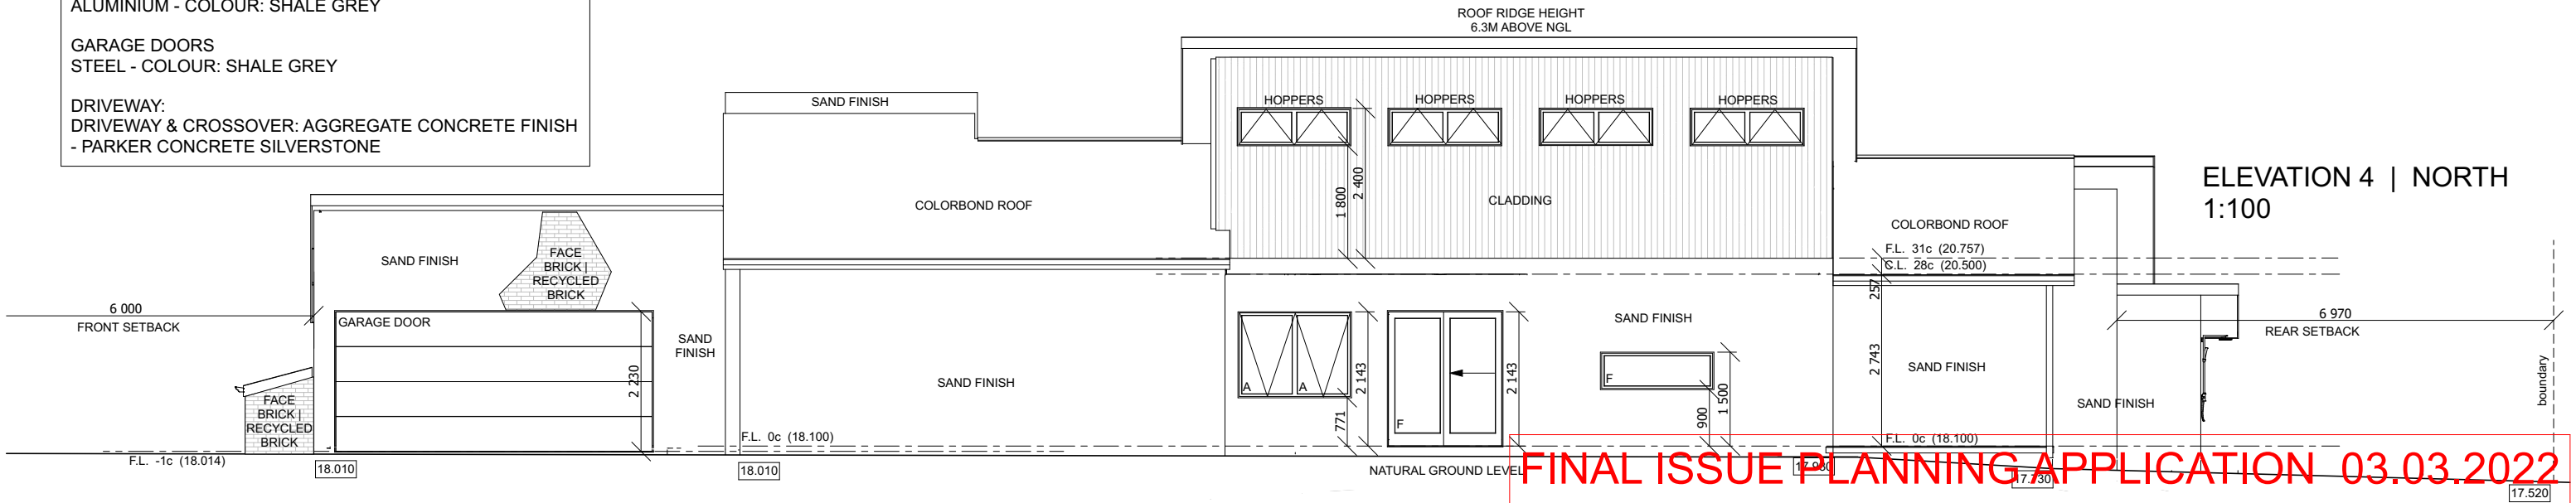 ALUMINIUM - COLOUR: SHALE GREY
GARAGE DOORS
STEEL - COLOUR: SHALE GREY
DRIVEWAY:
DRIVEWAY & CROSSOVER: AGGREGATE CONCRETE FINISH
- PARKER CONCRETE SILVERSTONE
ROOF RIDGE HEIGHT
6.3M ABOVE NGL
SAND FINISH
HOPPERS
HOPPERS
HOPPERS
HOPPERS
1 800
2 400
CLADDING
COLORBOND ROOF
ELEVATION 4 | NORTH
1:100
COLORBOND ROOF
F.L. 31c (20.757)
C.L. 28c (20.500)
257
SAND FINISH
FACE
BRICK |
RECYCLED
BRICK
6 000
FRONT SETBACK
GARAGE DOOR
SAND
FINISH
2 230
SAND FINISH
A
A
2 143
771
F
2 143
SAND FINISH
F
900
1 500
2 743
SAND FINISH
SAND FINISH
6 970
REAR SETBACK
boundary
FACE
BRICK |
RECYCLED
BRICK
F.L. 0c (18.100)
F.L. 0c (18.100)
F.L. -1c (18.014)
18.010
18.010
NATURAL GROUND LEVEL
FINAL ISSUE PLANNING APPLICATION 03.03.2022
17.730
17.520